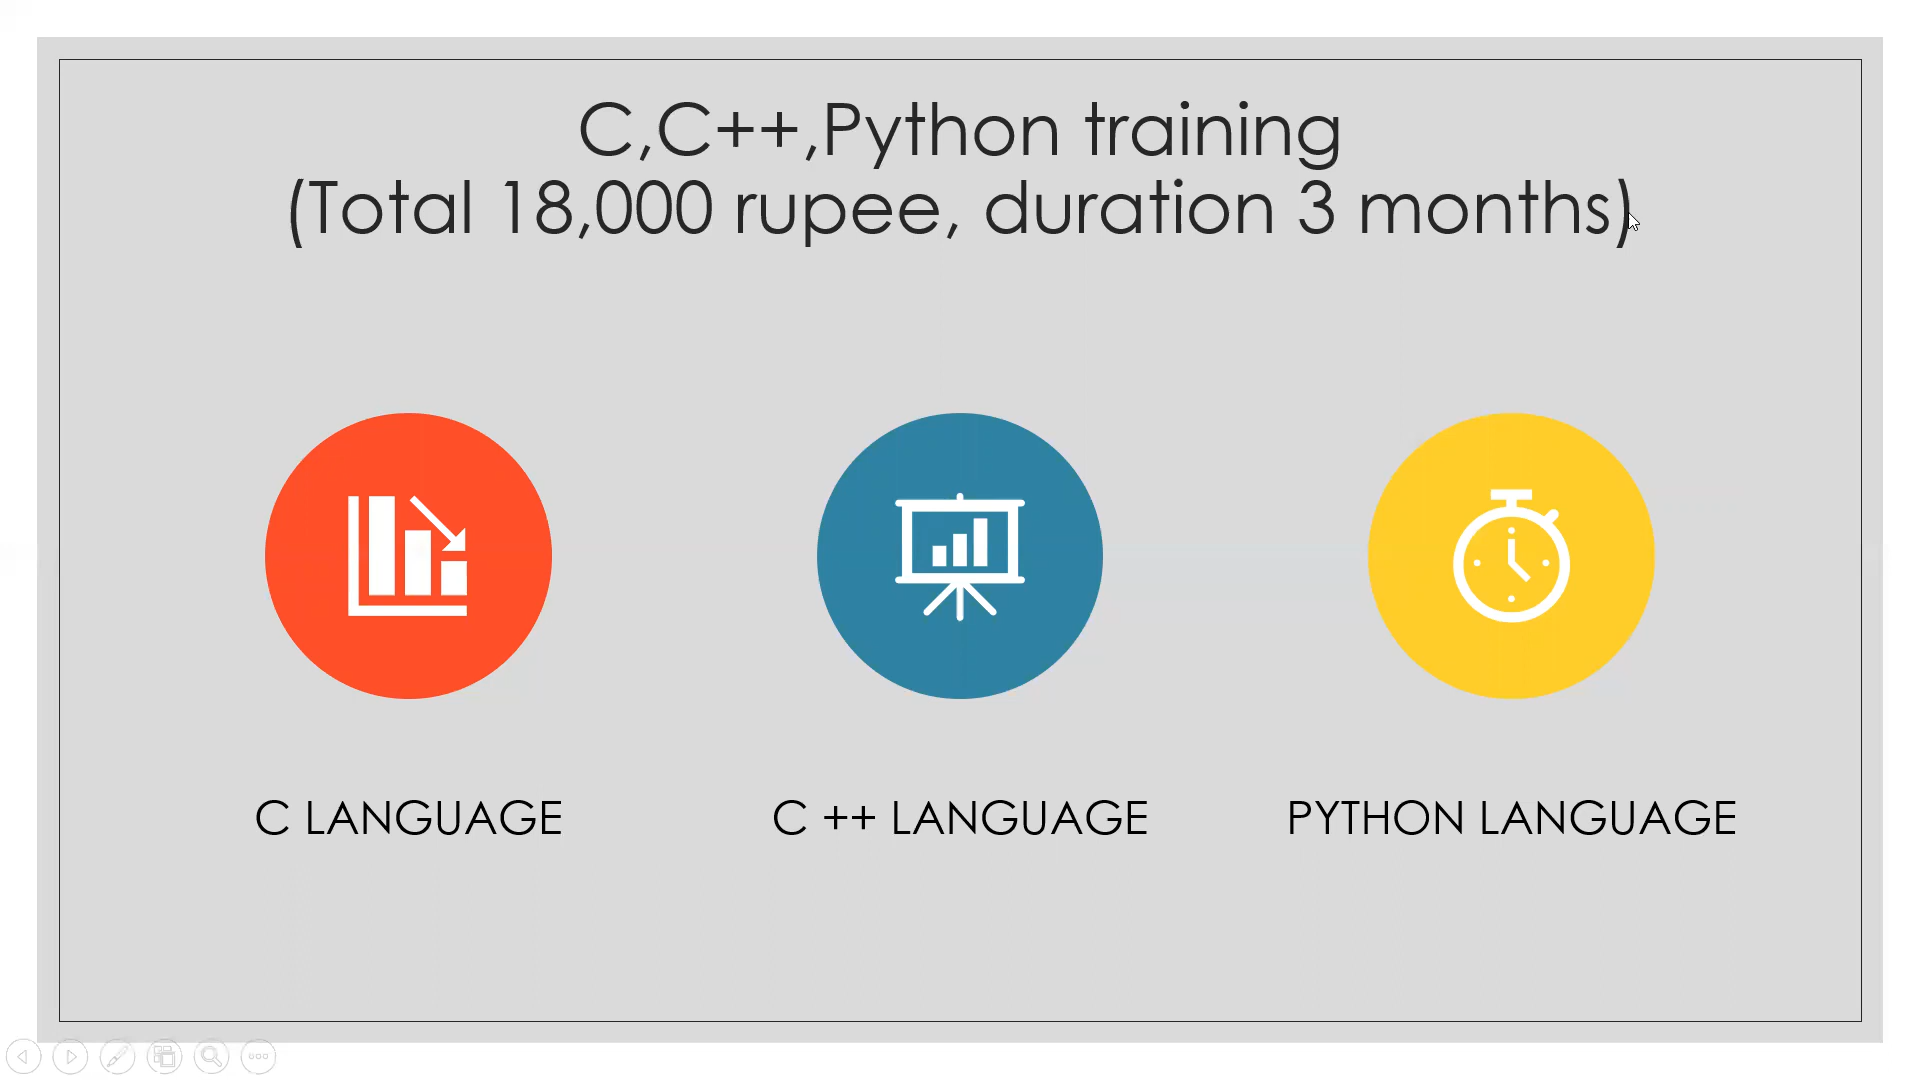 C,C++,Python training
(Total 18,000 rupee, duration 3 months)
C LANGUAGE
C ++ LANGUAGE
PYTHON LANGUAGE